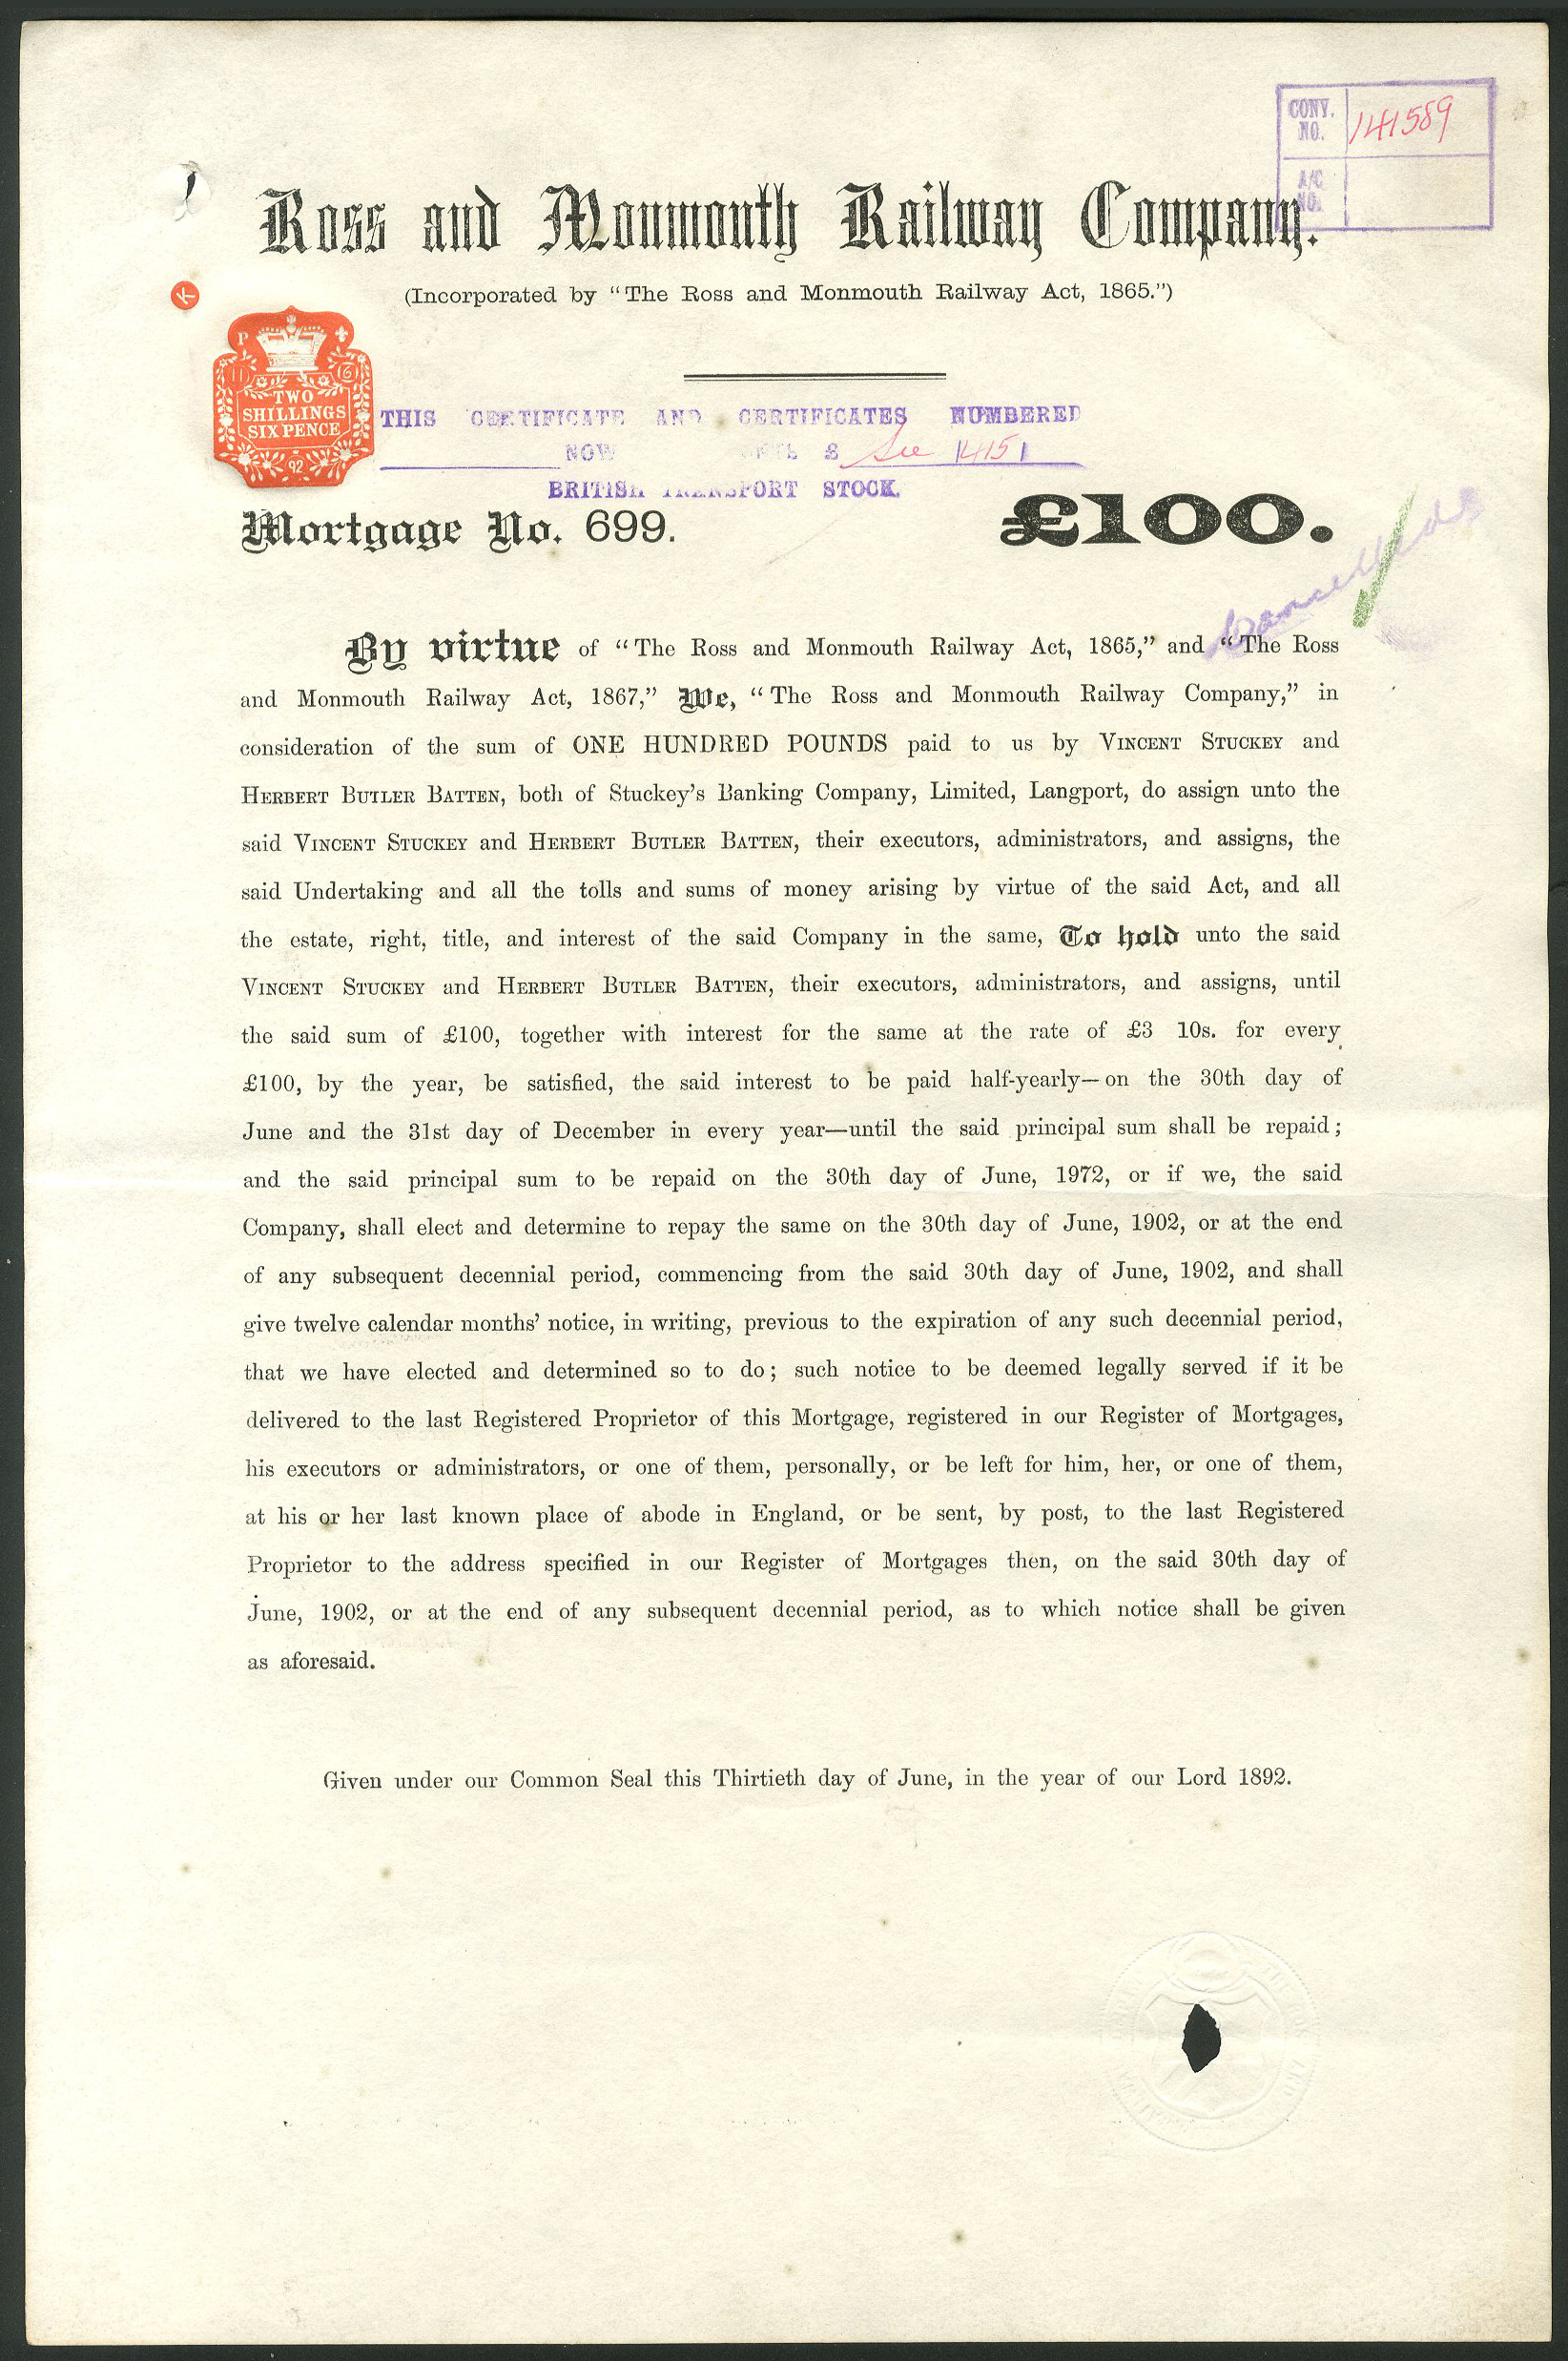 CONV. NO. 141589
A/C NO.
Ross and Monmouth Railway Company.
(Incorporated by “The Ross and Monmouth Railway Act, 1865.”)
K
P
11 6
TWO
SHILLINGS
SIX PENCE
92
THIS CERTIFICATE AND CERTIFICATES NUMBERED
NOW £ See
BRITISH TRANSPORT STOCK.
Mortgage No. 699. £100.
Cancelled
By virtue of “The Ross and Monmouth Railway Act, 1865,” and “The Ross
and Monmouth Railway Act, 1867,” We, “The Ross and Monmouth Railway Company,” in
consideration of the sum of ONE HUNDRED POUNDS paid to us by VINCENT STUCKEY and
HERBERT BUTLER BATTEN, both of Stuckey’s Banking Company, Limited, Langport, do assign unto the
said VINCENT STUCKEY and HERBERT BUTLER BATTEN, their executors, administrators, and assigns, the
said Undertaking and all the tolls and sums of money arising by virtue of the said Act, and all
the estate, right, title, and interest of the said Company in the same, To hold unto the said
VINCENT STUCKEY and HERBERT BUTLER BATTEN, their executors, administrators, and assigns, until
the said sum of £100, together with interest for the same at the rate of £3 10s. for every
£100, by the year, be satisfied, the said interest to be paid half-yearly—on the 30th day of
June and the 31st day of December in every year—until the said principal sum shall be repaid;
and the said principal sum to be repaid on the 30th day of June, 1972, or if we, the said
Company, shall elect and determine to repay the same on the 30th day of June, 1902, or at the end
of any subsequent decennial period, commencing from the said 30th day of June, 1902, and shall
give twelve calendar months’ notice, in writing, previous to the expiration of any such decennial period,
that we have elected and determined so to do; such notice to be deemed legally served if it be
delivered to the last Registered Proprietor of this Mortgage, registered in our Register of Mortgages,
his executors or administrators, or one of them, personally, or be left for him, her, or one of them,
at his or her last known place of abode in England, or be sent, by post, to the last Registered
Proprietor to the address specified in our Register of Mortgages then, on the said 30th day of
June, 1902, or at the end of any subsequent decennial period, as to which notice shall be given
as aforesaid.
Given under our Common Seal this Thirtieth day of June, in the year of our Lord 1892.